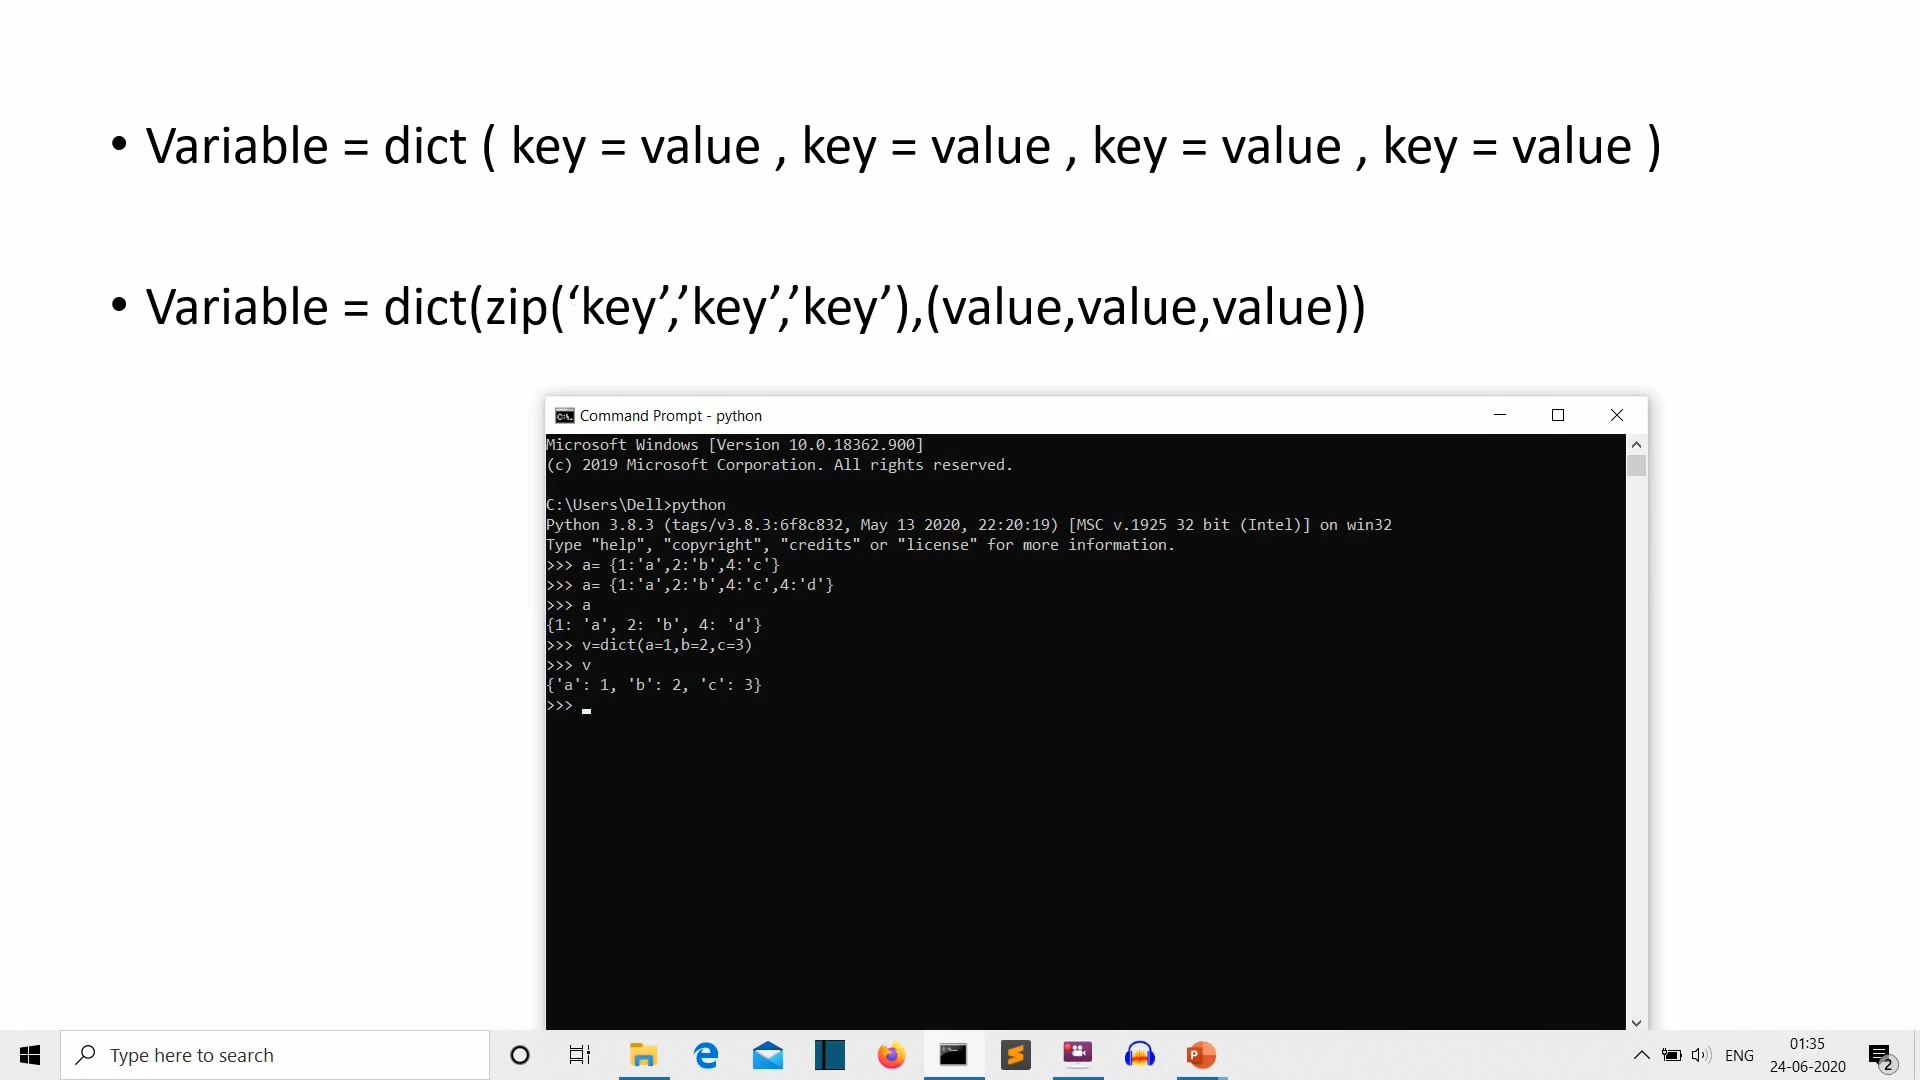 • Variable = dict ( key = value , key = value , key = value , key = value )
• Variable = dict(zip(‘key’,’key’,’key’),(value,value,value))
Command Prompt - python
Microsoft Windows [Version 10.0.18362.900]
(c) 2019 Microsoft Corporation. All rights reserved.
C:\Users\Dell>python
Python 3.8.3 (tags/v3.8.3:6f8c832, May 13 2020, 22:20:19) [MSC v.1925 32 bit (Intel)] on win32
Type "help", "copyright", "credits" or "license" for more information.
>>> a= {1:'a',2:'b',4:'c'}
>>> a= {1:'a',2:'b',4:'c',4:'d'}
>>> a
{1: 'a', 2: 'b', 4: 'd'}
>>> v=dict(a=1,b=2,c=3)
>>> v
{'a': 1, 'b': 2, 'c': 3}
>>> _
Type here to search
ENG
01:35
24-06-2020
2